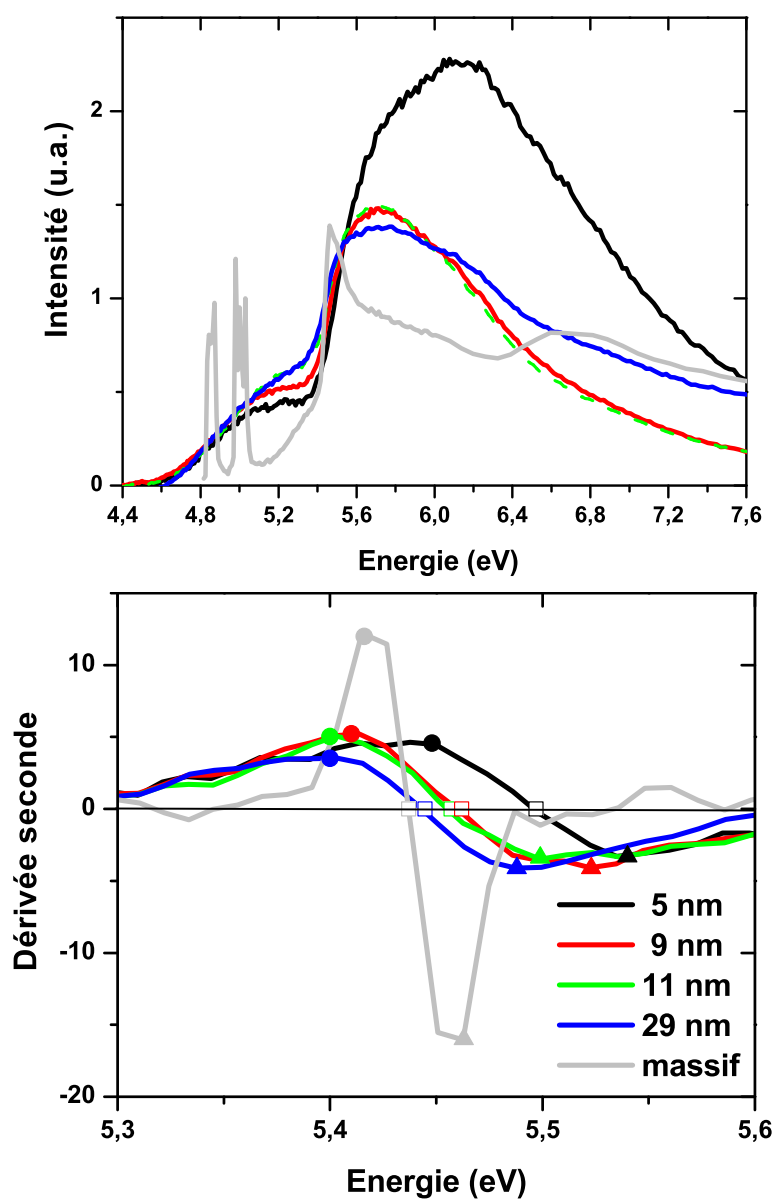 2
1
0
Intensité (u.a.)
4,4 4,8 5,2 5,6 6,0 6,4 6,8 7,2 7,6
Energie (eV)
10
0
-10
-20
Dérivée seconde
5 nm
9 nm
11 nm
29 nm
massif
5,3 5,4 5,5 5,6
Energie (eV)